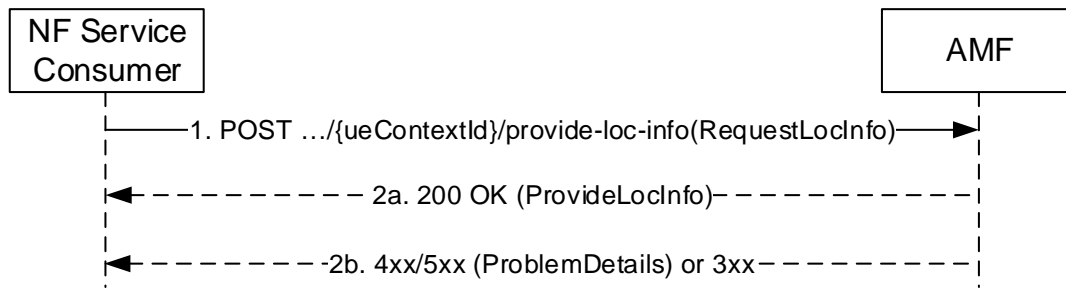 NF Service
Consumer
AMF
1. POST …/{ueContextId}/provide-loc-info(RequestLocInfo)
2a. 200 OK (ProvideLocInfo)
2b. 4xx/5xx (ProblemDetails) or 3xx